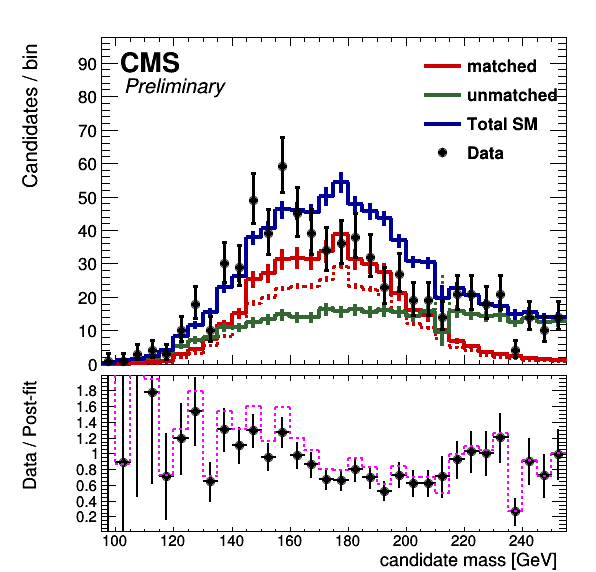 CMS
Preliminary
matched
unmatched
Total SM
Data
Candidates / bin
90
80
70
60
50
40
30
20
10
0
Data / Post-fit
1.8
1.6
1.4
1.2
1
0.8
0.6
0.4
0.2
100 120 140 160 180 200 220 240
candidate mass [GeV]